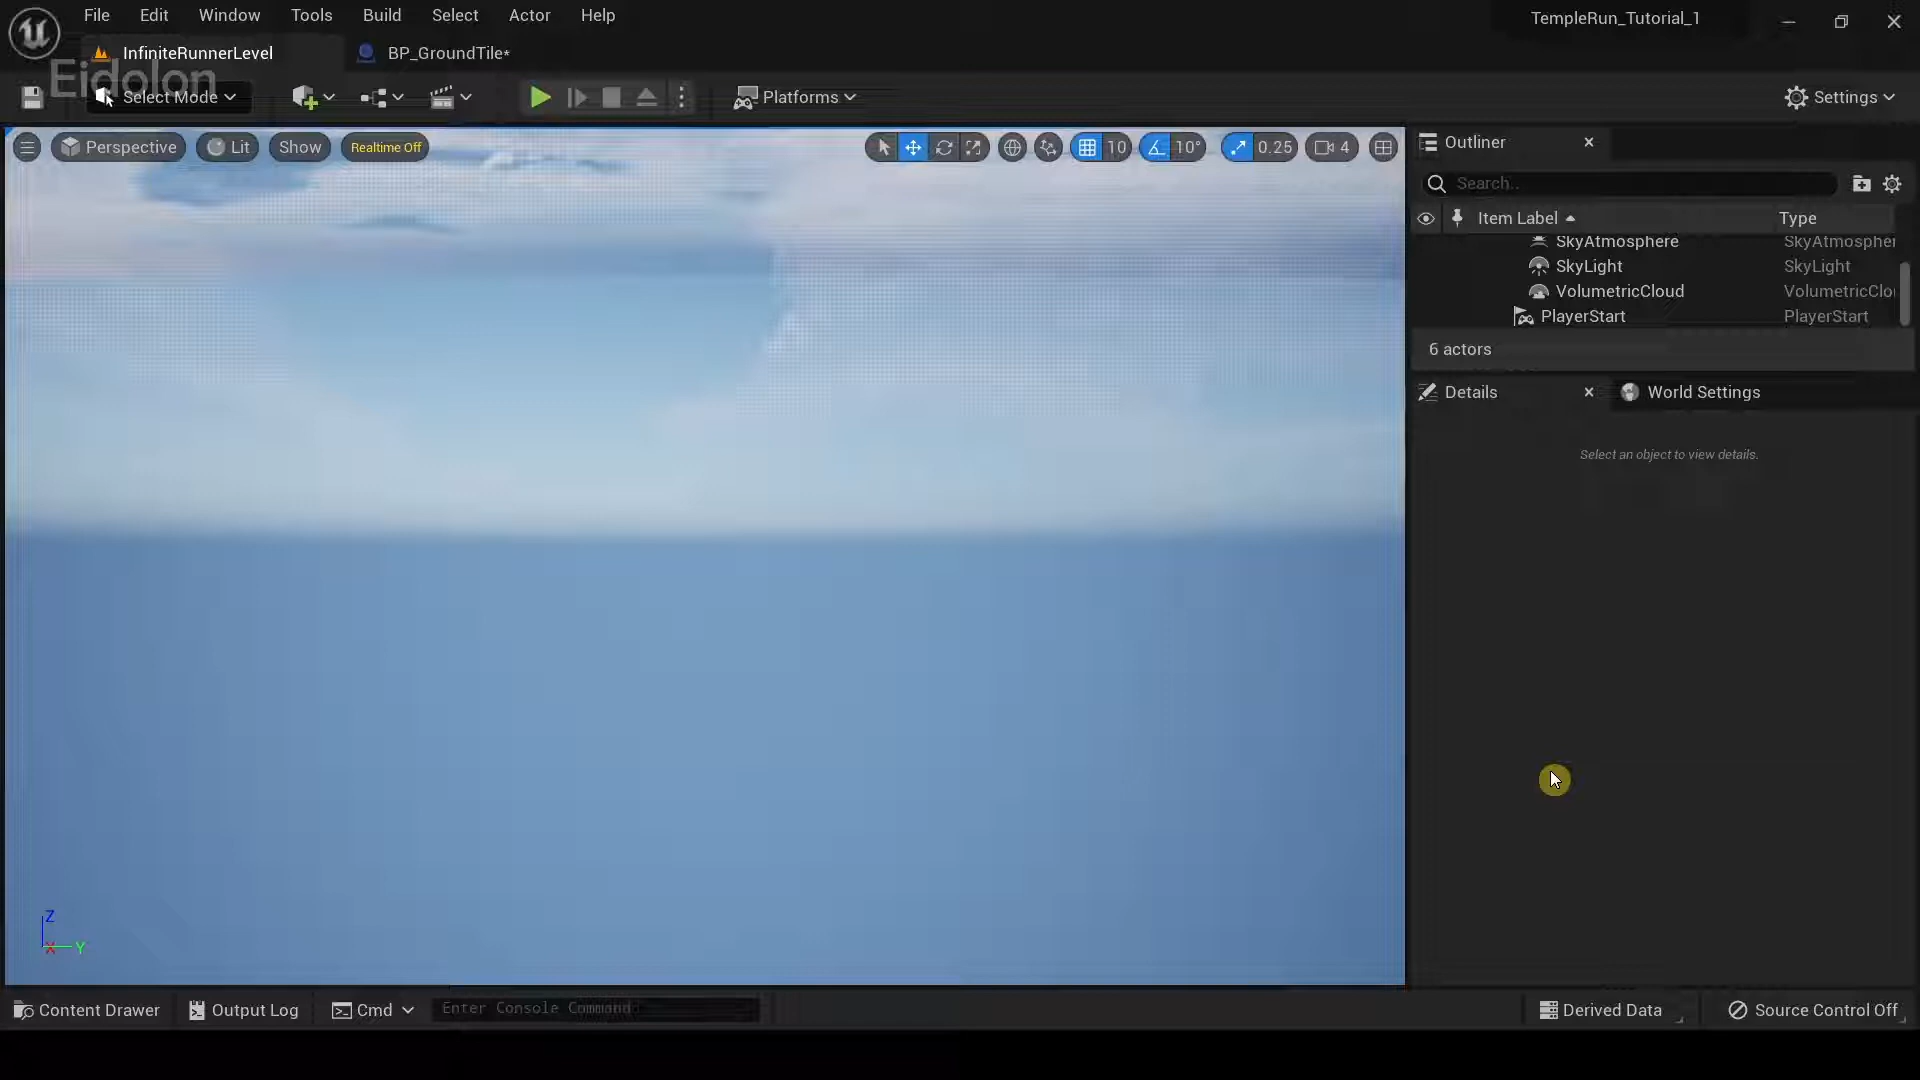 File Edit Window Tools Build Select Actor Help
TempleRun_Tutorial_1
InfiniteRunnerLevel
BP_GroundTile*
Eidolon
Select Mode
Platforms
Settings
Perspective Lit Show Realtime Off
10 10° 0.25 4
Outliner
Search..
Item Label Type
SkyAtmosphere SkyAtmospher
SkyLight SkyLight
VolumetricCloud VolumetricClo
PlayerStart PlayerStart
6 actors
Details World Settings
Select an object to view details.
Z
X Y
Content Drawer Output Log Cmd Enter Console Command
Derived Data Source Control Off